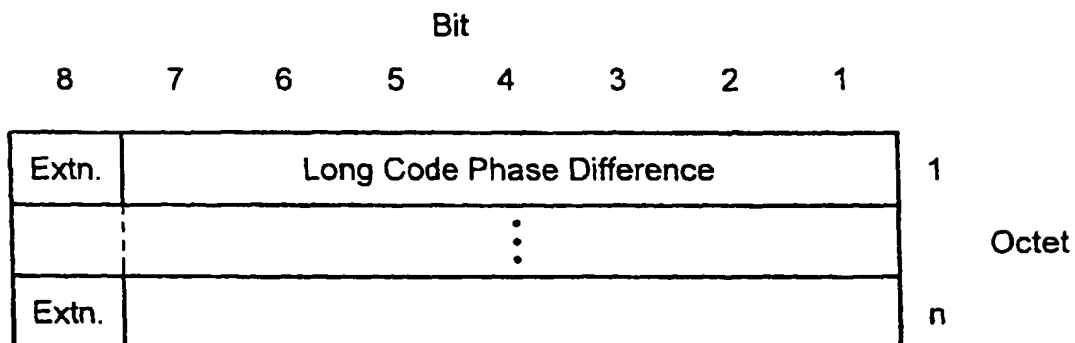 Bit
8 7 6 5 4 3 2 1
Extn. Long Code Phase Difference 1
Octet
Extn. n